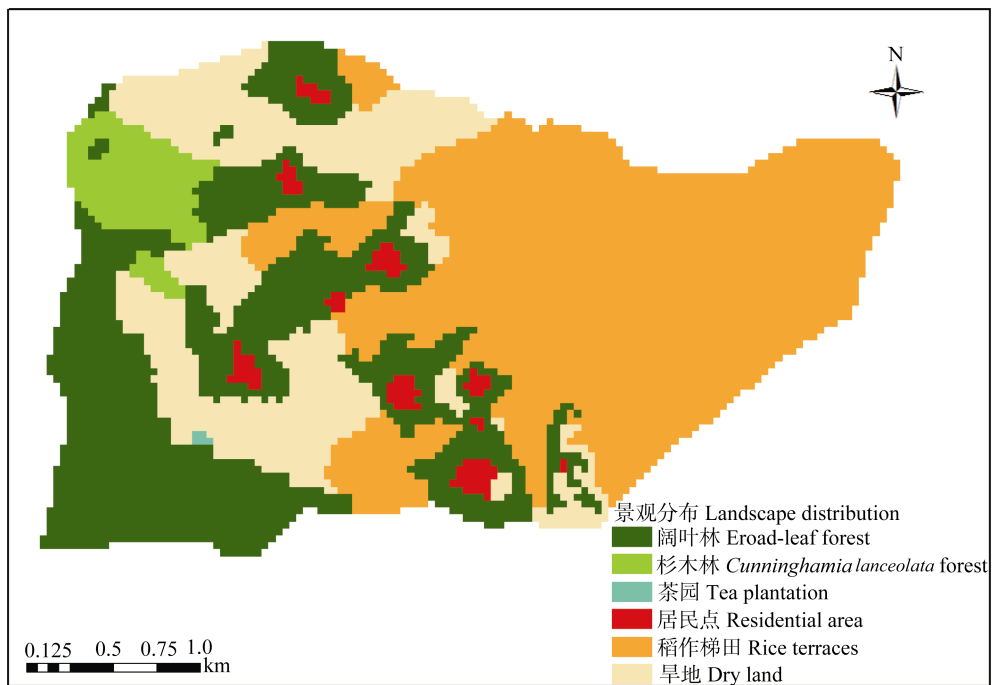 N
景观分布 Landscape distribution
阔叶林 Eroad-leaf forest
杉木林 Cunninghamia lanceolata forest
茶园 Tea plantation
居民点 Residential area
稻作梯田 Rice terraces
旱地 Dry land
0.125 0.5 0.75 1.0
km